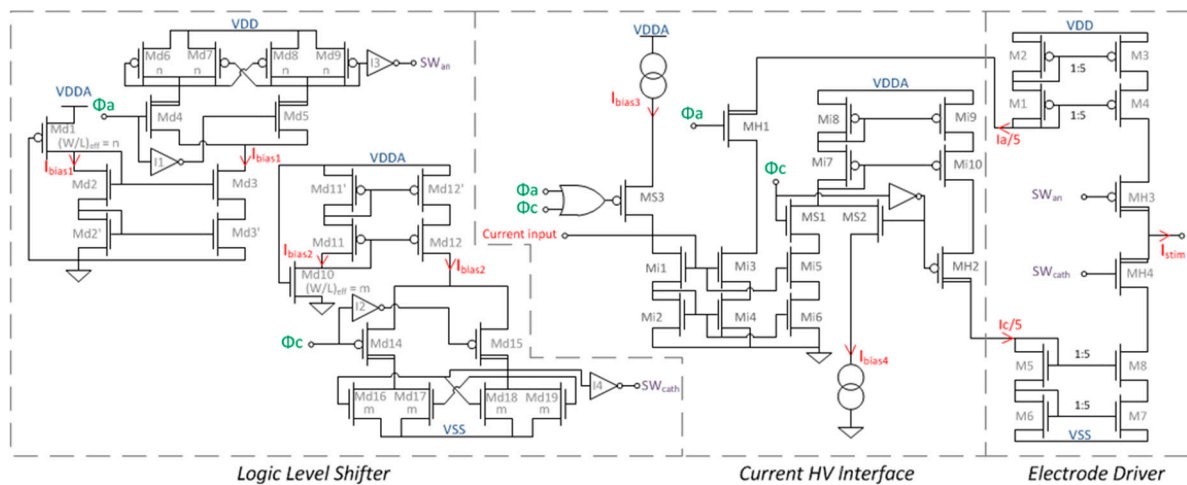 VDD
Md6
n
Md7
n
Md8
n
Md9
n
I3
SWan
VDDA
Φa
Md4
Md5
Md1
(W/L)eff = n
I1
Ibias1
Ibias1
Md2
Md3
Md2'
Md3'
VDDA
Md11'
Md12'
Md11
Md12
Ibias2
Ibias2
Md10
(W/L)eff = m
I2
Φc
Md14
Md15
Md16
m
Md17
m
Md18
m
Md19
m
I4
SWcath
VSS
Logic Level Shifter
VDDA
Ibias3
Φa
MH1
VDDA
Mi8
Mi9
Mi7
Mi10
Φc
Φa
Φc
MS3
MS1
MS2
Current input
Mi1
Mi3
Mi5
MH2
Mi2
Mi4
Mi6
Ibias4
Current HV Interface
VDD
M2
M3
1:5
M1
M4
1:5
Ia/5
SWan
MH3
Istim
SWcath
MH4
Ic/5
1:5
M5
M8
1:5
M6
M7
VSS
Electrode Driver